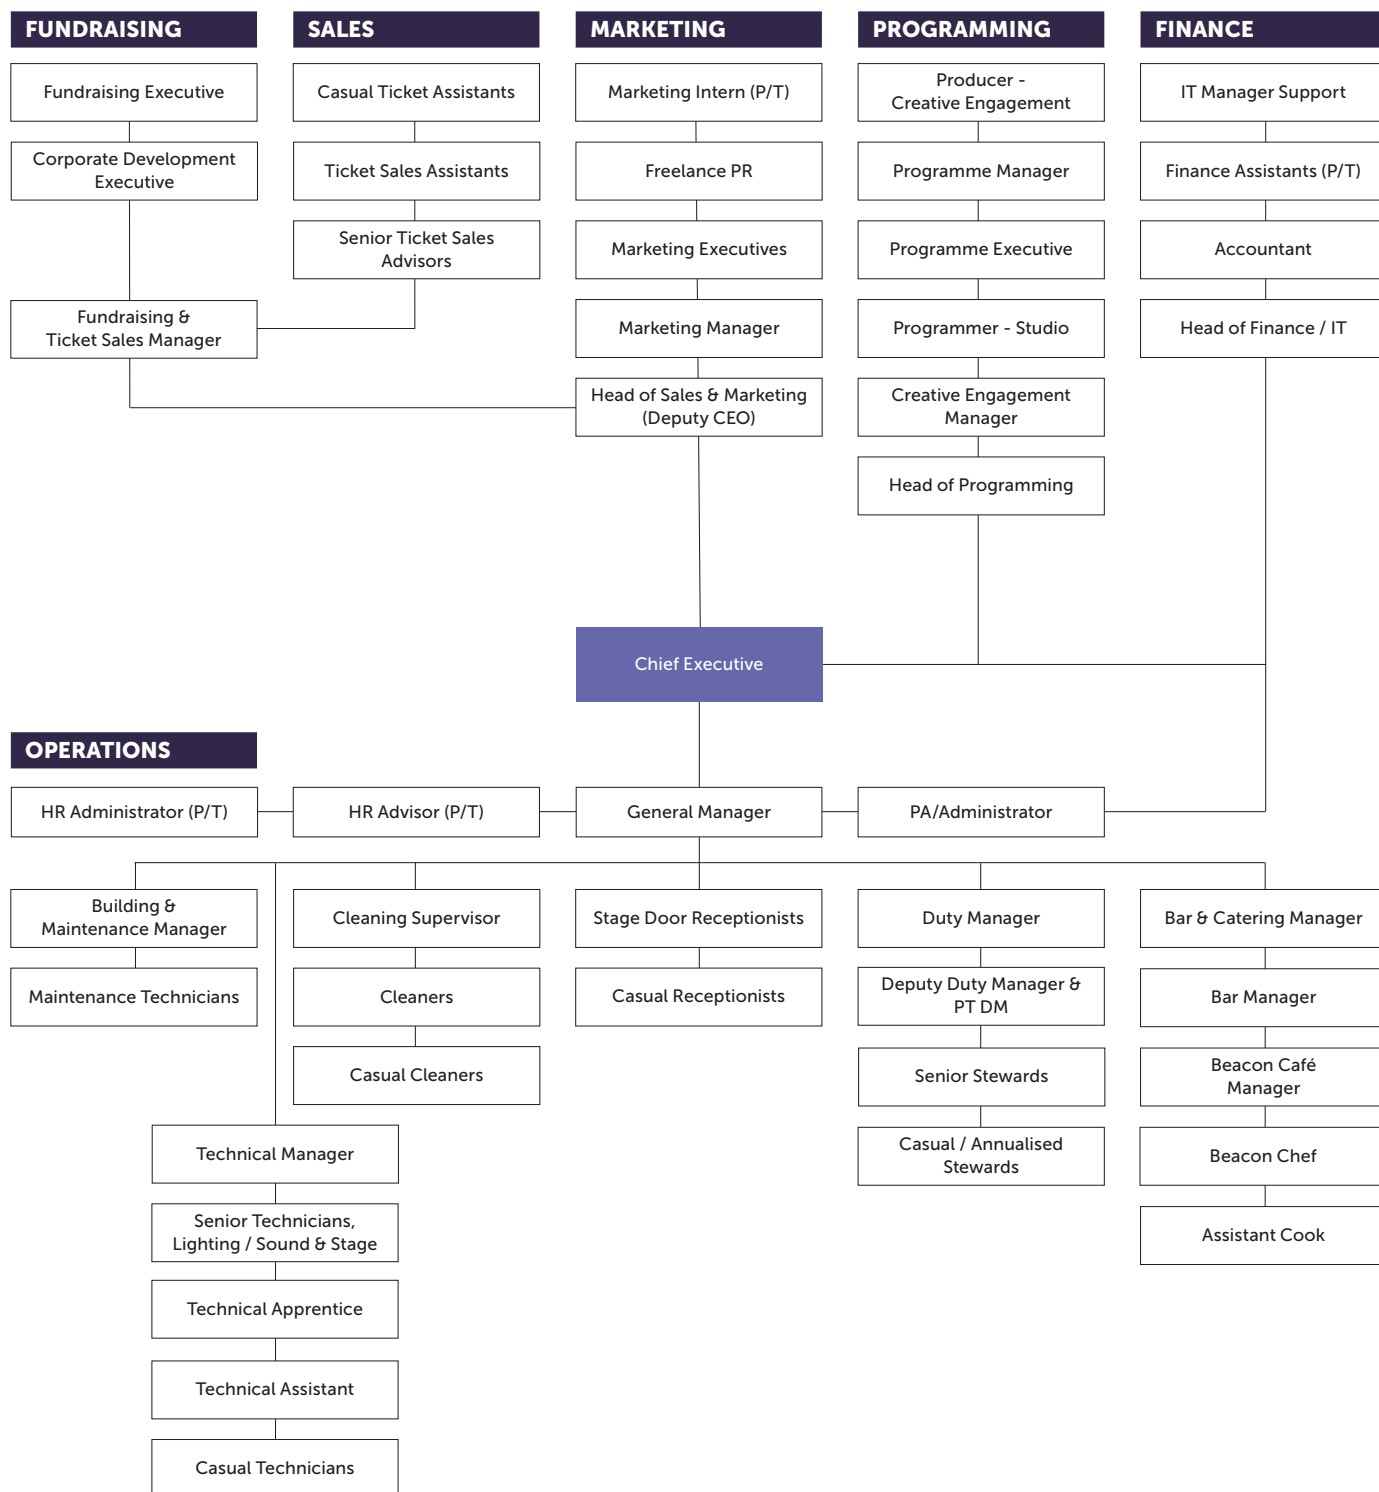 FUNDRAISING
SALES
MARKETING
PROGRAMMING
FINANCE
Fundraising Executive
Casual Ticket Assistants
Marketing Intern (P/T)
Producer -
Creative Engagement
IT Manager Support
Corporate Development
Executive
Ticket Sales Assistants
Freelance PR
Programme Manager
Finance Assistants (P/T)
Senior Ticket Sales
Advisors
Marketing Executives
Programme Executive
Accountant
Fundraising &
Ticket Sales Manager
Marketing Manager
Programmer - Studio
Head of Finance / IT
Head of Sales & Marketing
(Deputy CEO)
Creative Engagement
Manager
Head of Programming
Chief Executive
OPERATIONS
HR Administrator (P/T)
HR Advisor (P/T)
General Manager
PA/Administrator
Building &
Maintenance Manager
Cleaning Supervisor
Stage Door Receptionists
Duty Manager
Bar & Catering Manager
Maintenance Technicians
Cleaners
Casual Receptionists
Deputy Duty Manager &
PT DM
Bar Manager
Casual Cleaners
Senior Stewards
Beacon Café
Manager
Technical Manager
Casual / Annualised
Stewards
Beacon Chef
Senior Technicians,
Lighting / Sound & Stage
Assistant Cook
Technical Apprentice
Technical Assistant
Casual Technicians